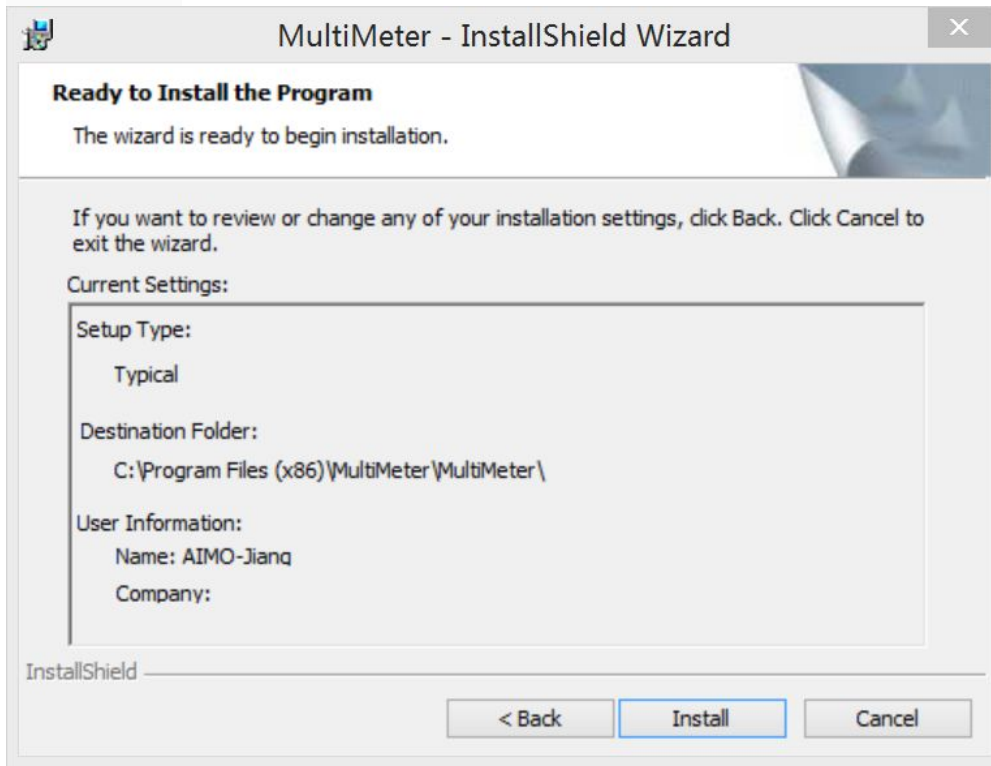 MultiMeter - InstallShield Wizard
Ready to Install the Program
The wizard is ready to begin installation.
If you want to review or change any of your installation settings, click Back. Click Cancel to
exit the wizard.
Current Settings:
Setup Type:
Typical
Destination Folder:
C:\Program Files (x86)\MultiMeter\MultiMeter\
User Information:
Name: AIMO-Jiang
Company:
InstallShield
< Back
Install
Cancel